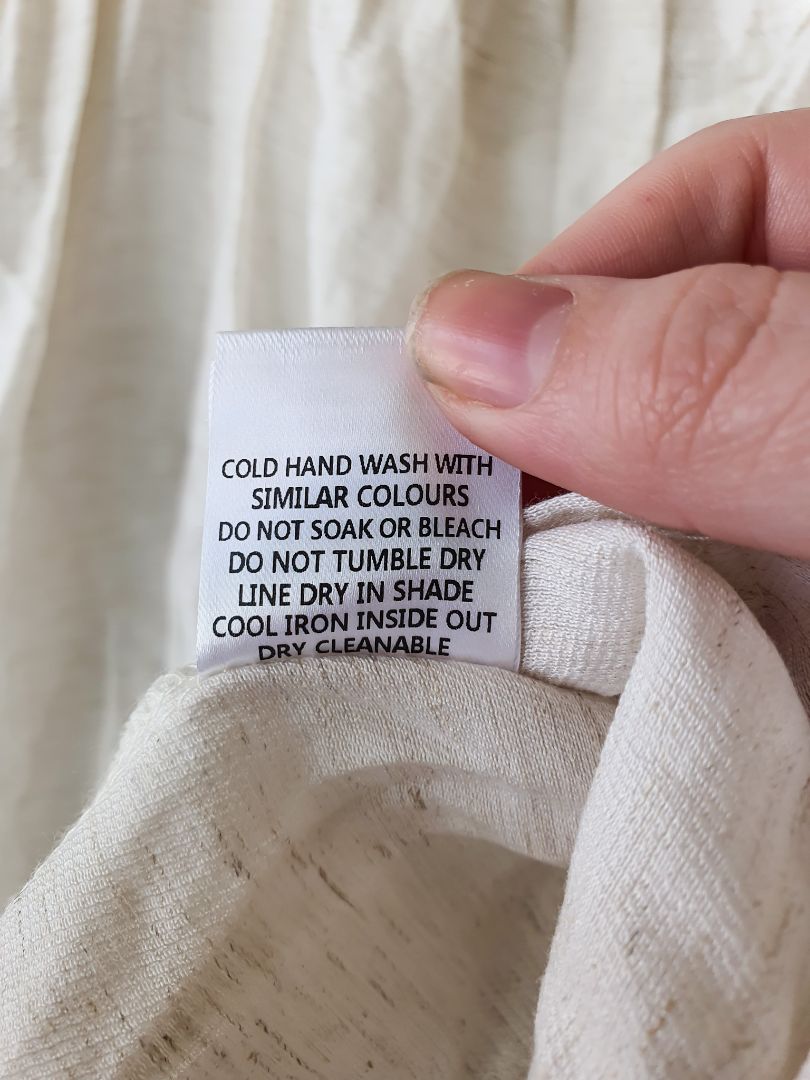 COLD HAND WASH WITH
SIMILAR COLOURS
DO NOT SOAK OR BLEACH
DO NOT TUMBLE DRY
LINE DRY IN SHADE
COOL IRON INSIDE OUT
DRY CLEANABLE